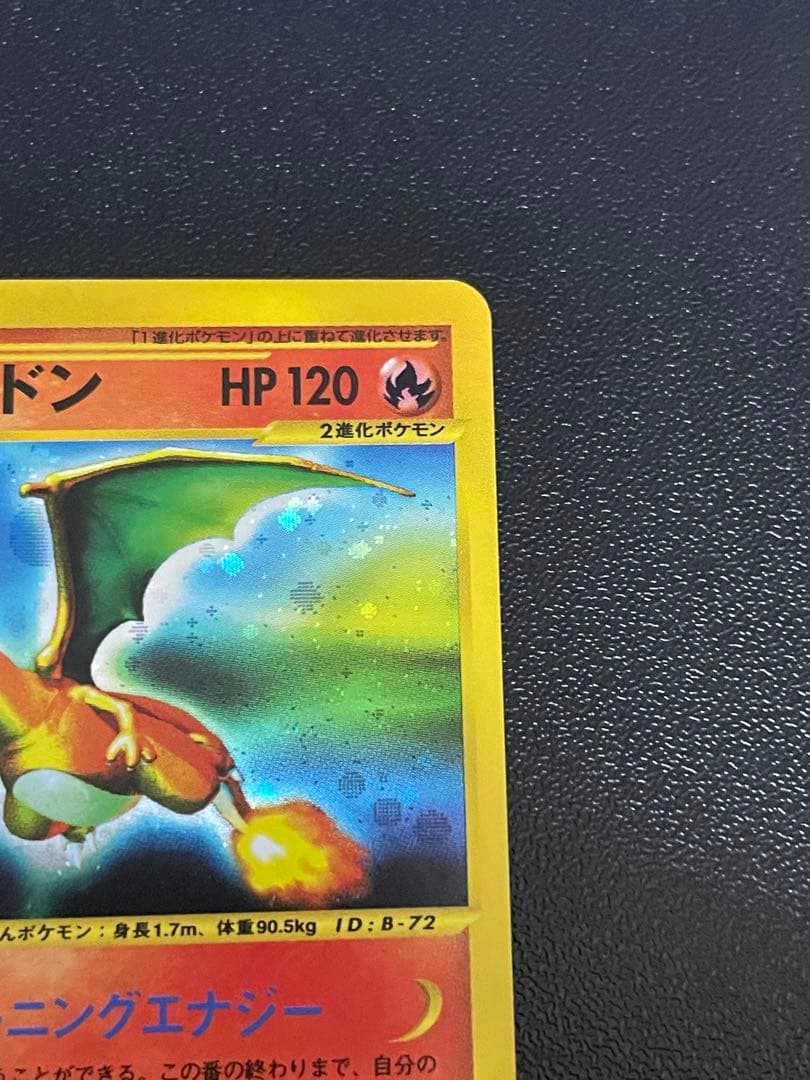 「1進化ポケモン」の上に重ねて進化させます。
ドン HP 120
2進化ポケモン
んポケモン：身長1.7m、体重90.5kg ID : B-72
ニングエナジー
ことができる。この番の終わりまで、自分の